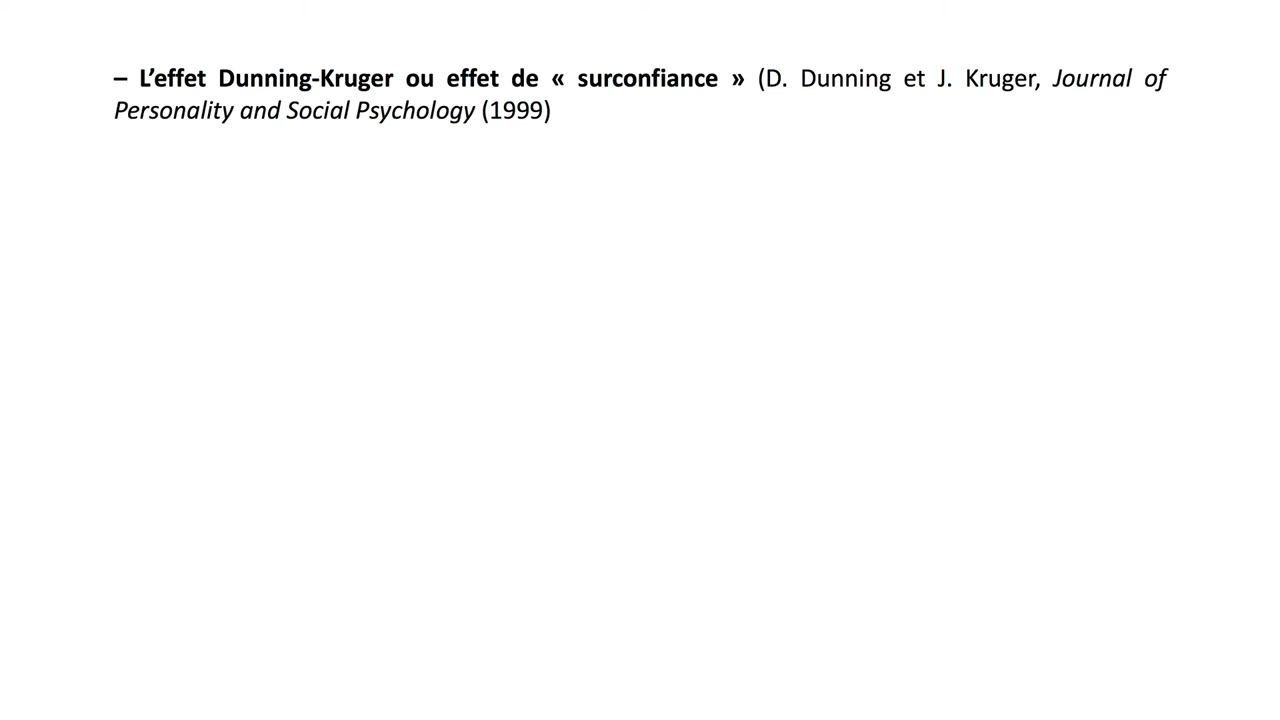 – L’effet Dunning-Kruger ou effet de « surconfiance » (D. Dunning et J. Kruger, Journal of
Personality and Social Psychology (1999)